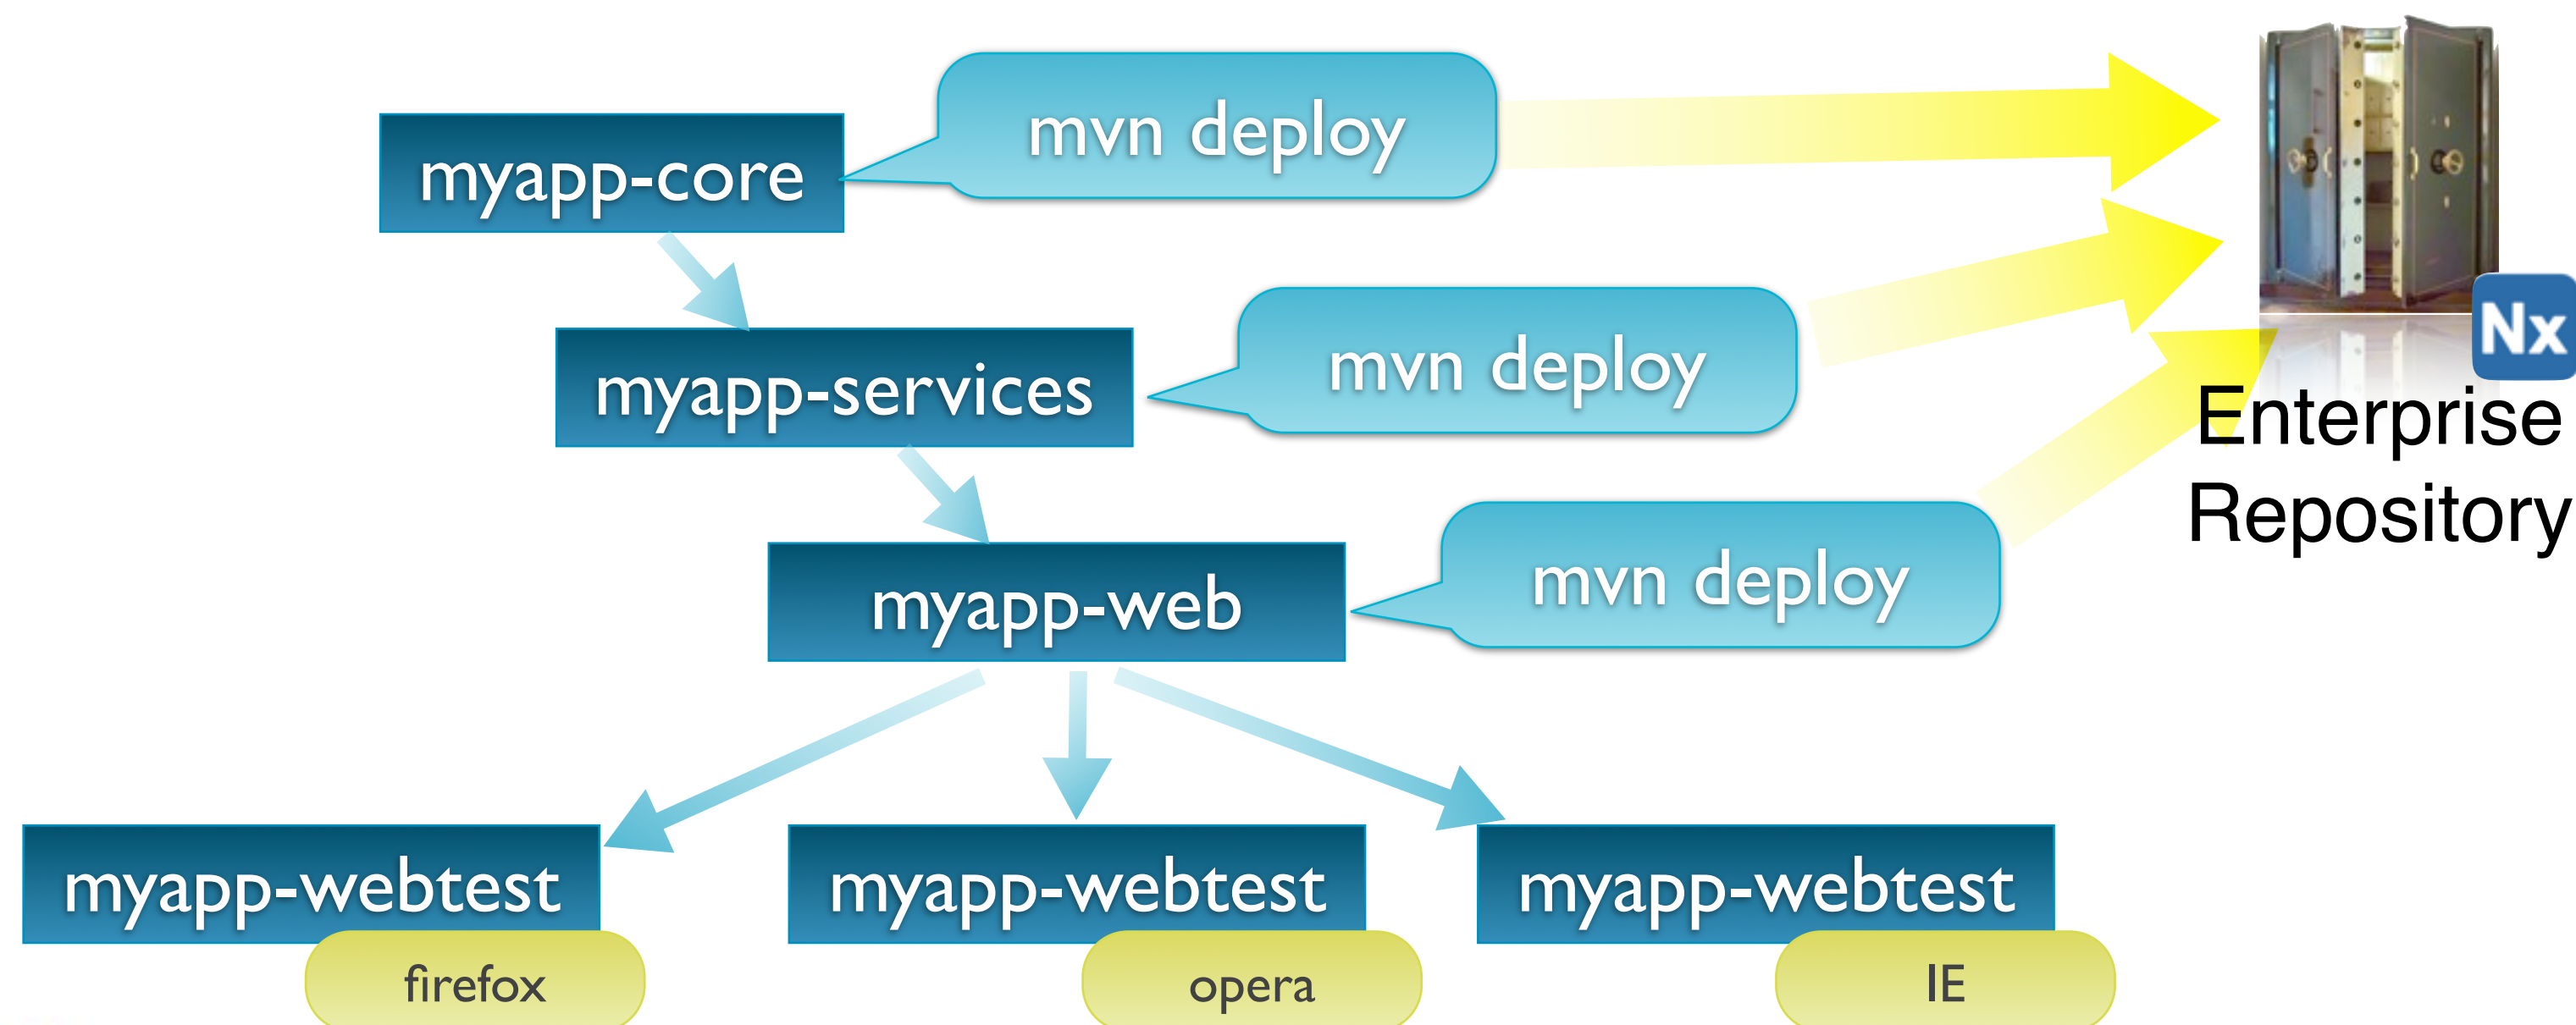 mvn deploy
myapp-core
Nx
mvn deploy
myapp-services
Enterprise
Repository
mvn deploy
myapp-web
myapp-webtest
myapp-webtest
myapp-webtest
firefox
opera
IE